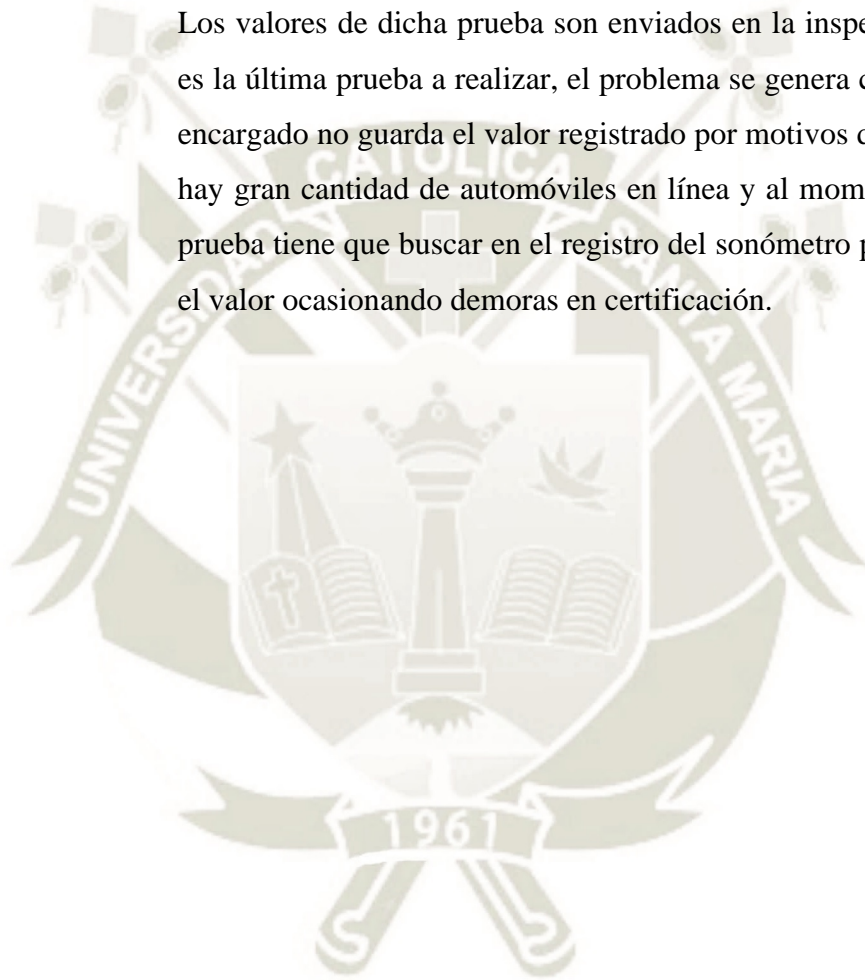 Los valores de dicha prueba son enviados en la inspe
es la última prueba a realizar, el problema se genera
encargado no guarda el valor registrado por motivos
hay gran cantidad de automóviles en línea y al mom
prueba tiene que buscar en el registro del sonómetro
el valor ocasionando demoras en certificación.
UNIVERSIDAD CATOLICA SANTA MARIA
1961